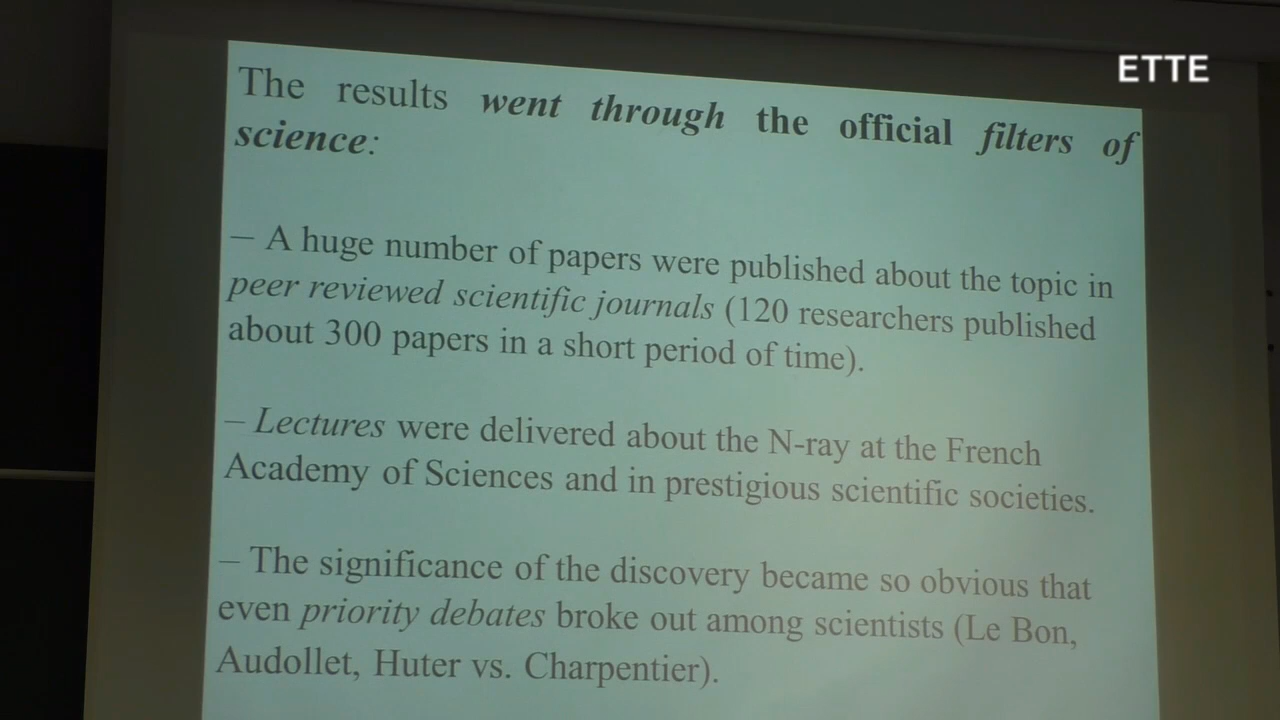 ETTE
The results went through the official filters of
science:
– A huge number of papers were published about the topic in
peer reviewed scientific journals (120 researchers published
about 300 papers in a short period of time).
– Lectures were delivered about the N-ray at the French
Academy of Sciences and in prestigious scientific societies.
– The significance of the discovery became so obvious that
even priority debates broke out among scientists (Le Bon,
Audollet, Huter vs. Charpentier).